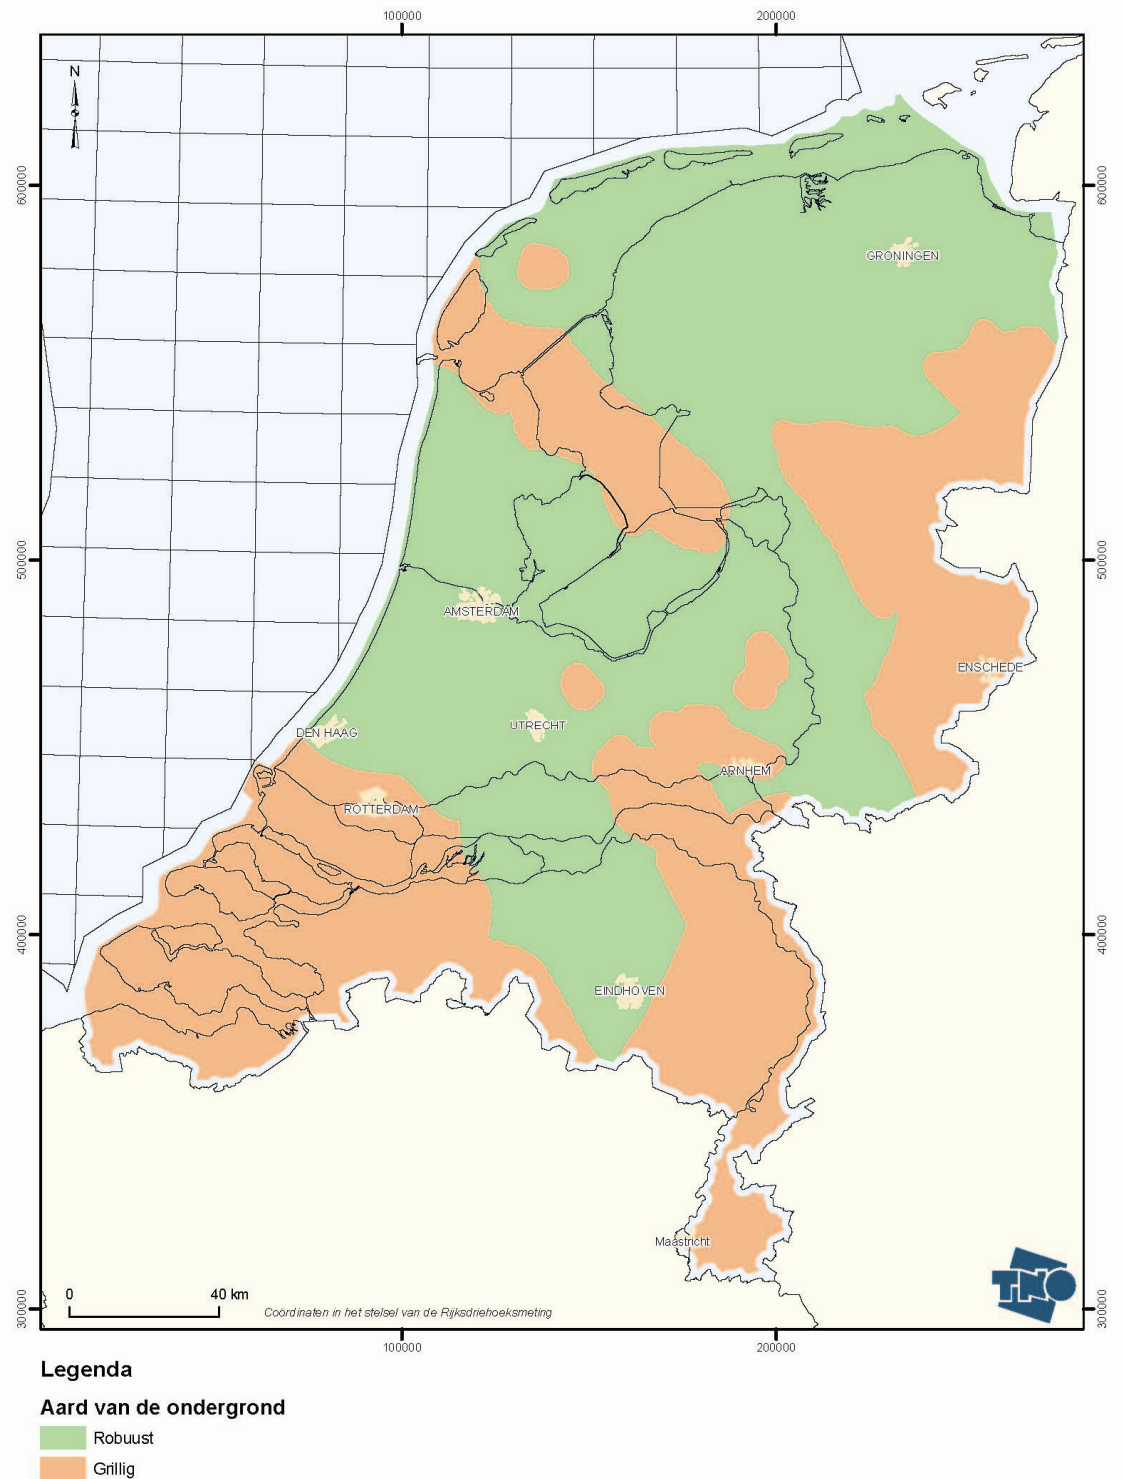 100000
200000
N
600000
600000
GRONINGEN
500000
500000
AMSTERDAM
ENSCHEDE
UTRECHT
DEN HAAG
ARNHEM
ROTTERDAM
400000
400000
EINDHOVEN
Maastricht
TNO
0
40 km
Coördinaten in het stelsel van de Rijksdriehoeksmeting
300000
300000
100000
200000
Legenda
Aard van de ondergrond
Robuust
Grillig